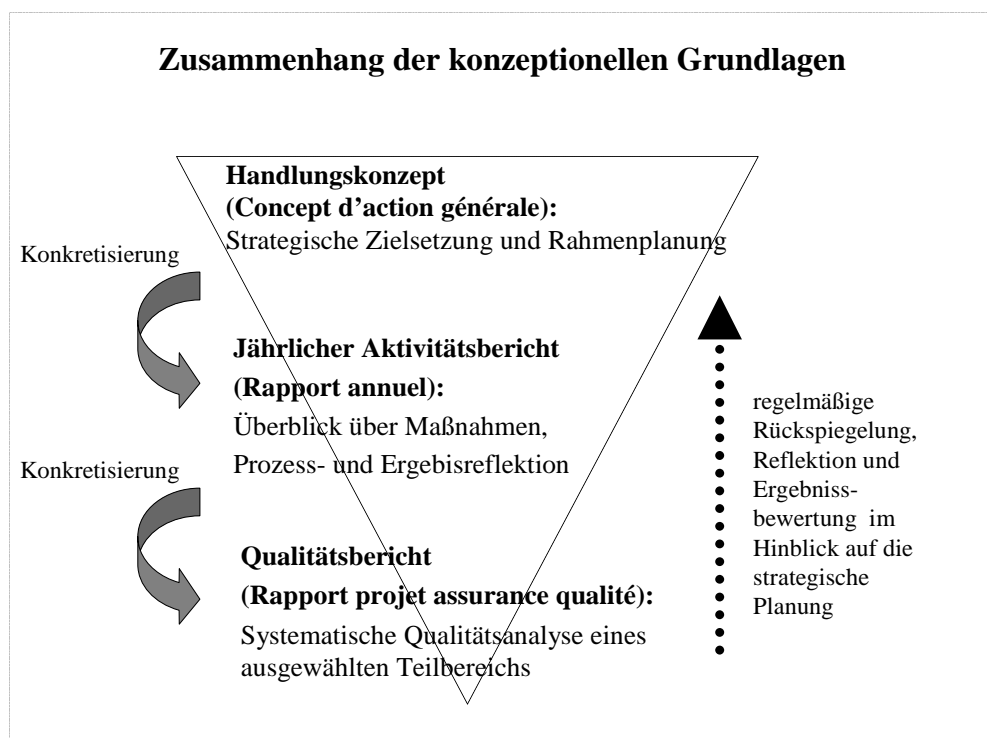 Zusammenhang der konzeptionellen Grundlagen
Handlungskonzept
(Concept d'action générale):
Strategische Zielsetzung und Rahmenplanung
Konkretisierung
Jährlicher Aktivitätsbericht
(Rapport annuel):
Überblick über Maßnahmen,
Prozess- und Ergebisreflektion
Konkretisierung
Qualitätsbericht
(Rapport projet assurance qualité):
Systematische Qualitätsanalyse eines
ausgewählten Teilbereichs
regelmäßige
Rückspiegelung,
Reflektion und
Ergebniss-
bewertung im
Hinblick auf die
strategische
Planung